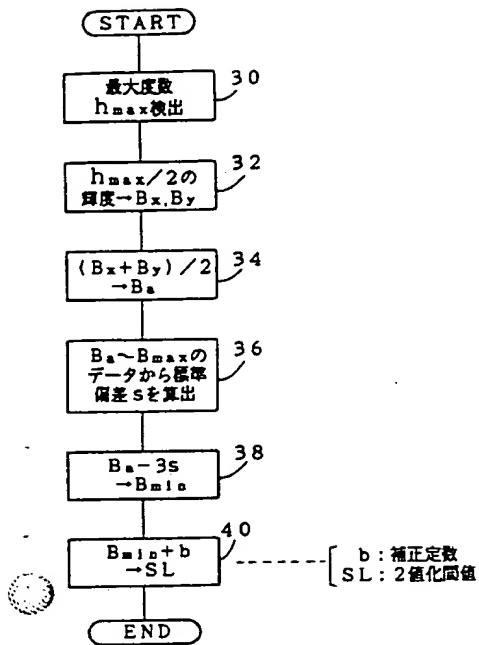 START
最大度数
hmax検出
30
hmax/2の
輝度→Bx,By
32
(Bx+By)/2
→Ba
34
Ba~Bmaxの
データから標準
偏差sを算出
36
Ba-3s
→Bmin
38
Bmin+b
→SL
40
b:補正定数
SL:2値化閾値
END